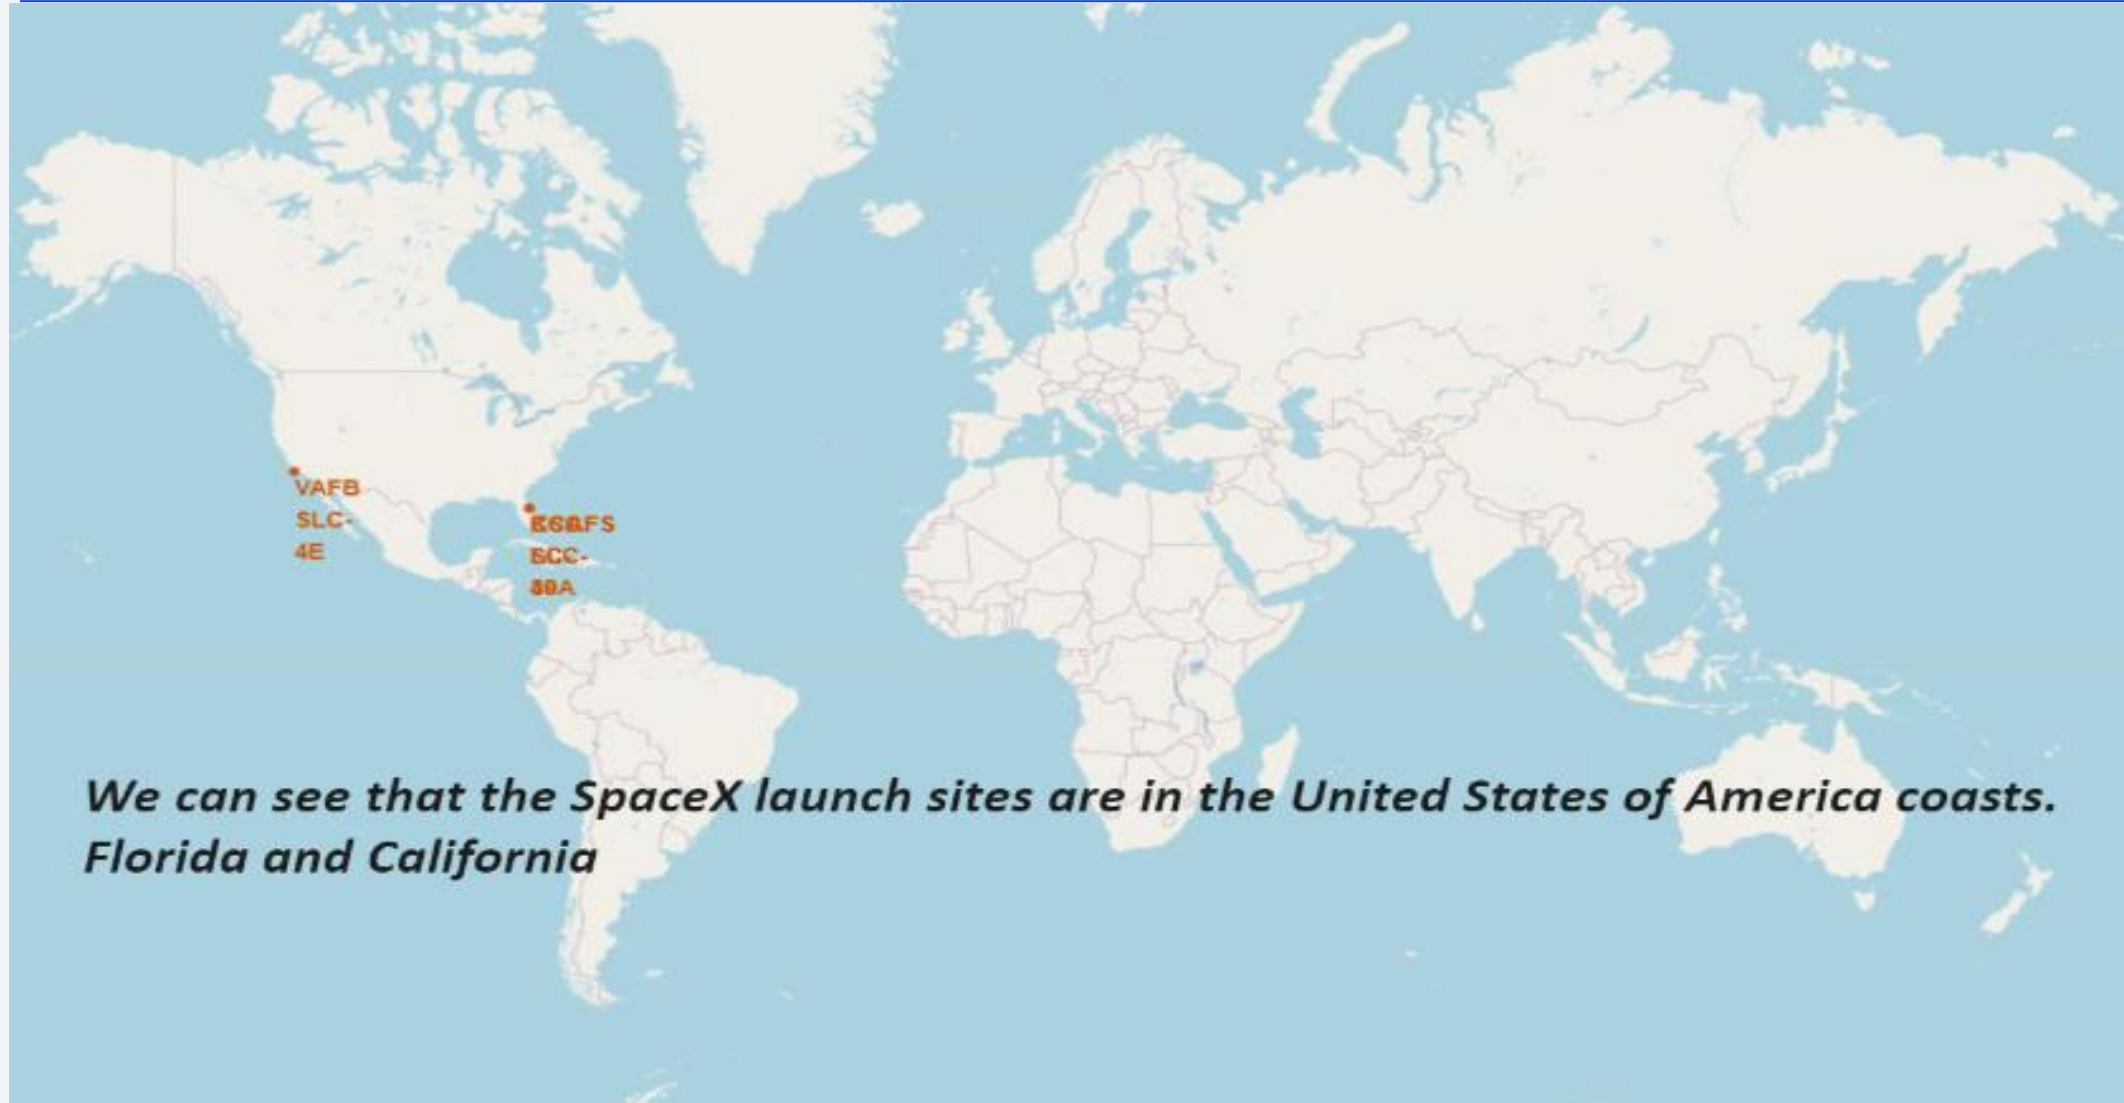 VAFB
SLC-
4E
We can see that the SpaceX launch sites are in the United States of America coasts.
Florida and California